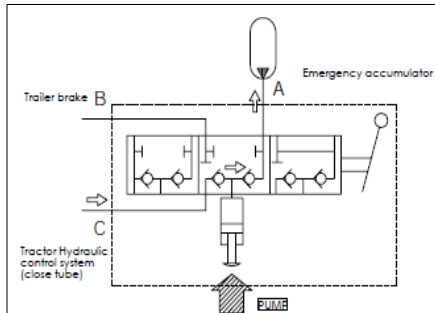 A
Emergency accumulator
Trailer brake B
C
Tractor Hydraulic
control system
(close tube)
PUMP